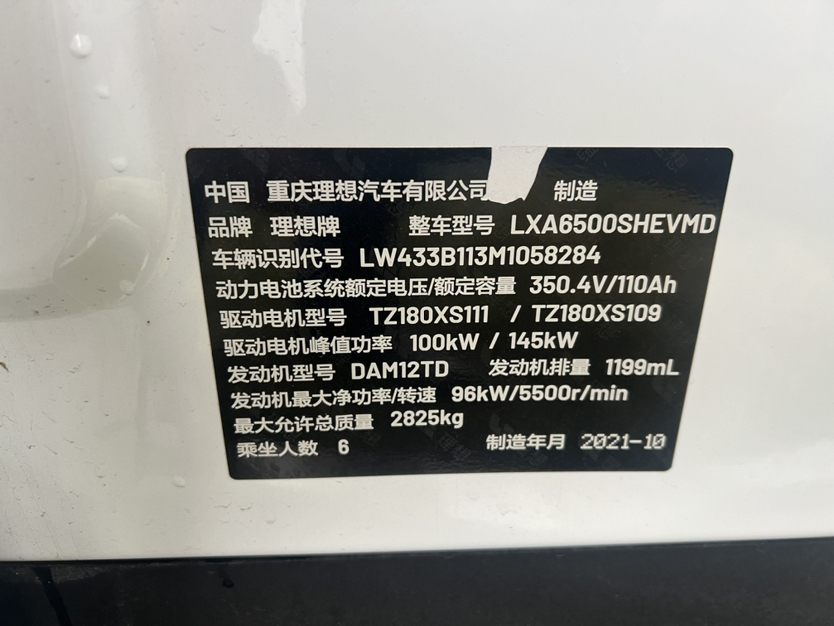 中国 重庆理想汽车有限公司 制造
品牌 理想牌 整车型号 LXA6500SHEVMD
车辆识别代号 LW433B113M1058284
动力电池系统额定电压/额定容量 350.4V/110Ah
驱动电机型号 TZ180XS111 / TZ180XS109
驱动电机峰值功率 100kW / 145kW
发动机型号 DAM12TD 发动机排量 1199mL
发动机最大净功率/转速 96kW/5500r/min
最大允许总质量 2825kg
乘坐人数 6 制造年月 2021-10